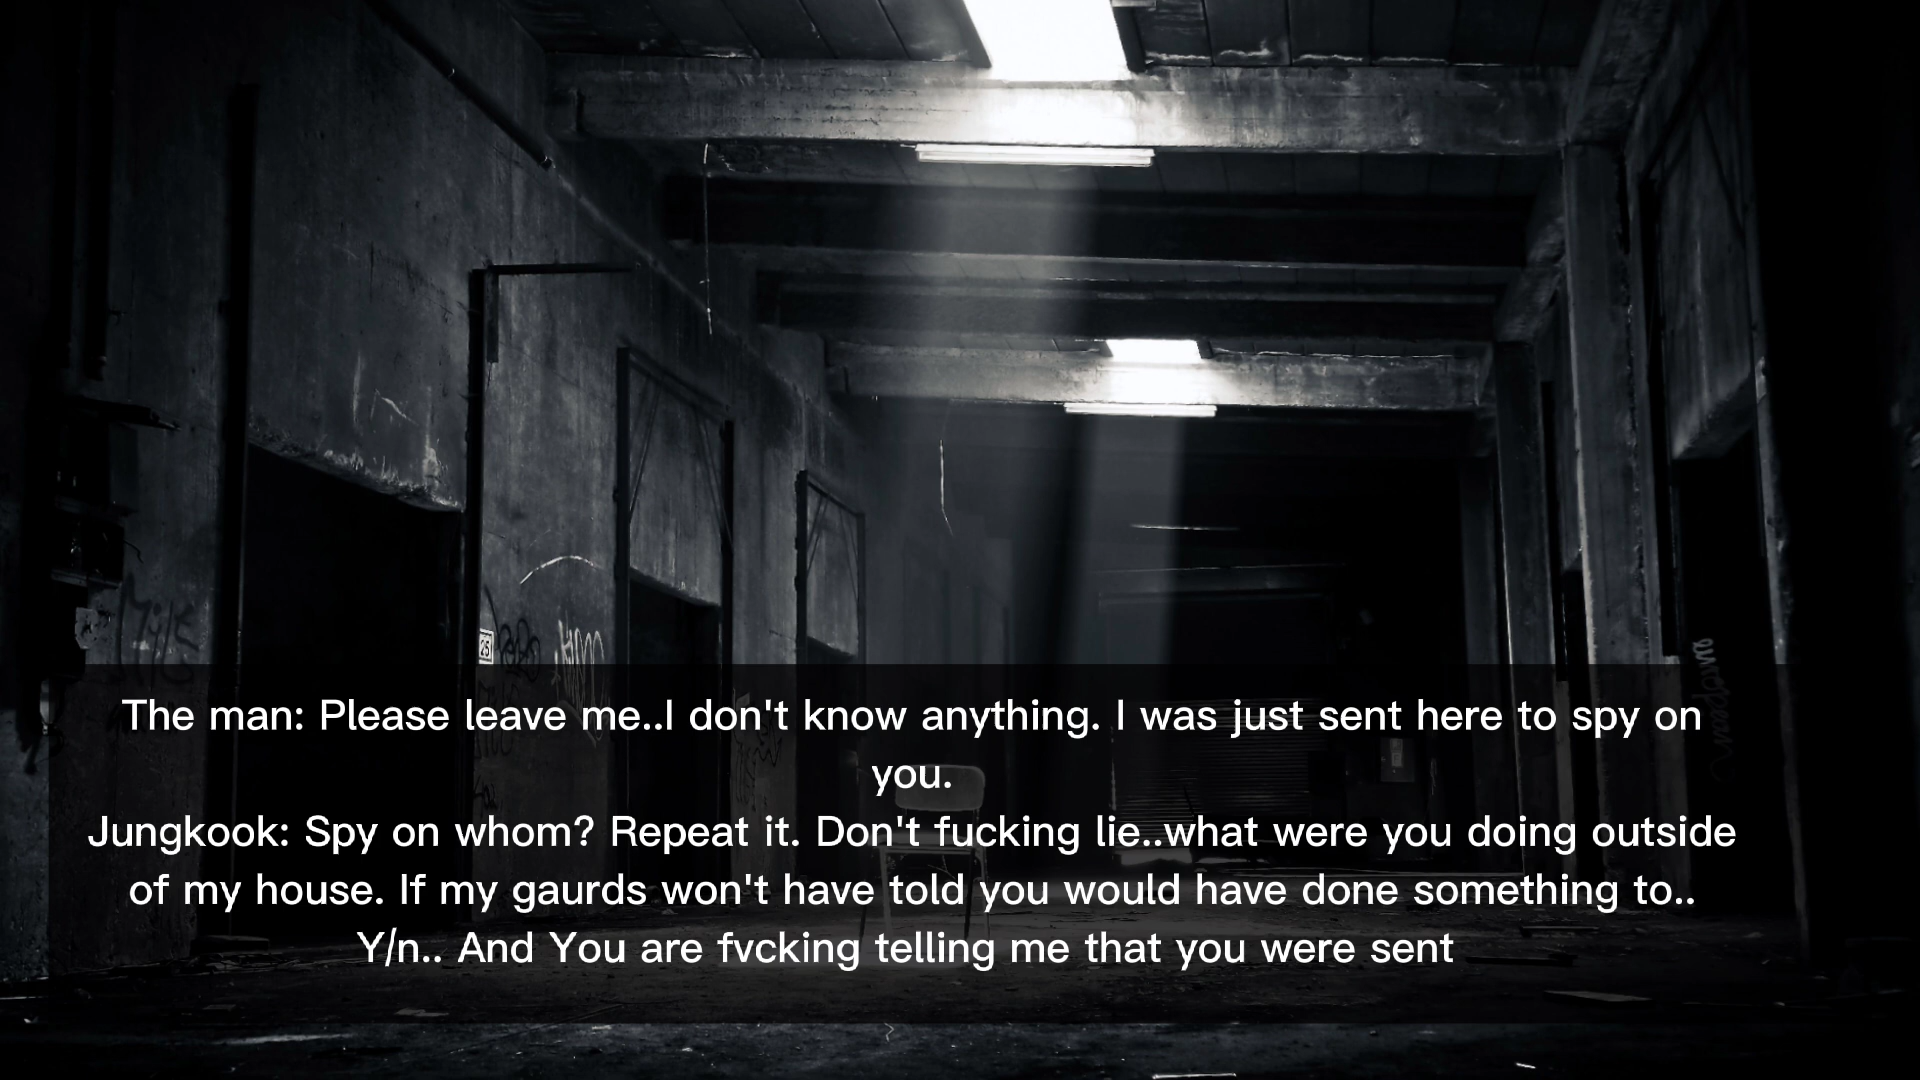 The man: Please leave me..I don't know anything. I was just sent here to spy on
you.
Jungkook: Spy on whom? Repeat it. Don't fucking lie..what were you doing outside
of my house. If my gaurds won't have told you would have done something to..
Y/n.. And You are fvcking telling me that you were sent
25